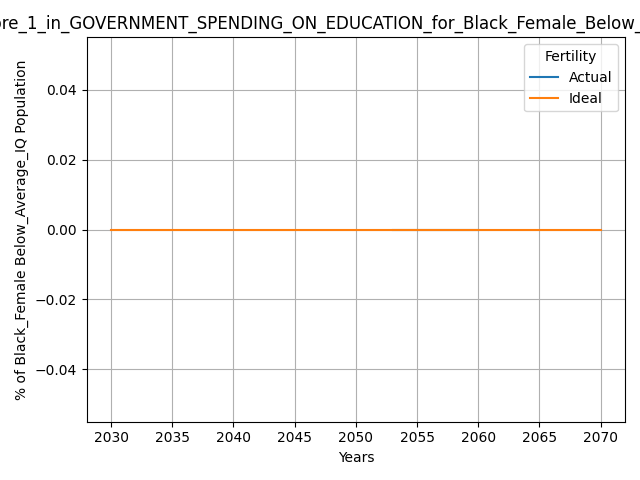 re_1_in_GOVERNMENT_SPENDING_ON_EDUCATION_for_Black_Female_Below_
% of Black_Female Below_Average_IQ Population
Fertility
Actual
Ideal
0.04
0.02
0.00
−0.02
−0.04
2030 2035 2040 2045 2050 2055 2060 2065 2070
Years